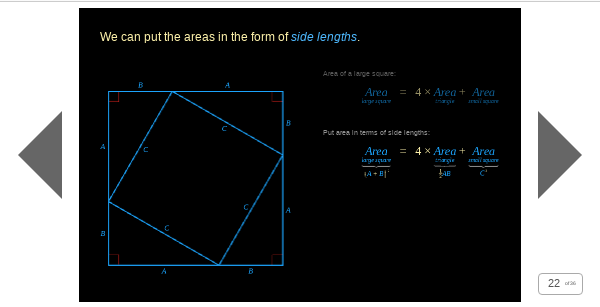 We can put the areas in the form of side lengths.
Area of a large square:
Area = 4 × Area + Area
large square triangle small square
Put area in terms of side lengths:
Area = 4 × Area + Area
large square triangle small square
(A + B)² ½AB C²
B A
C B
A C
C A
B C
A B
22 of 36